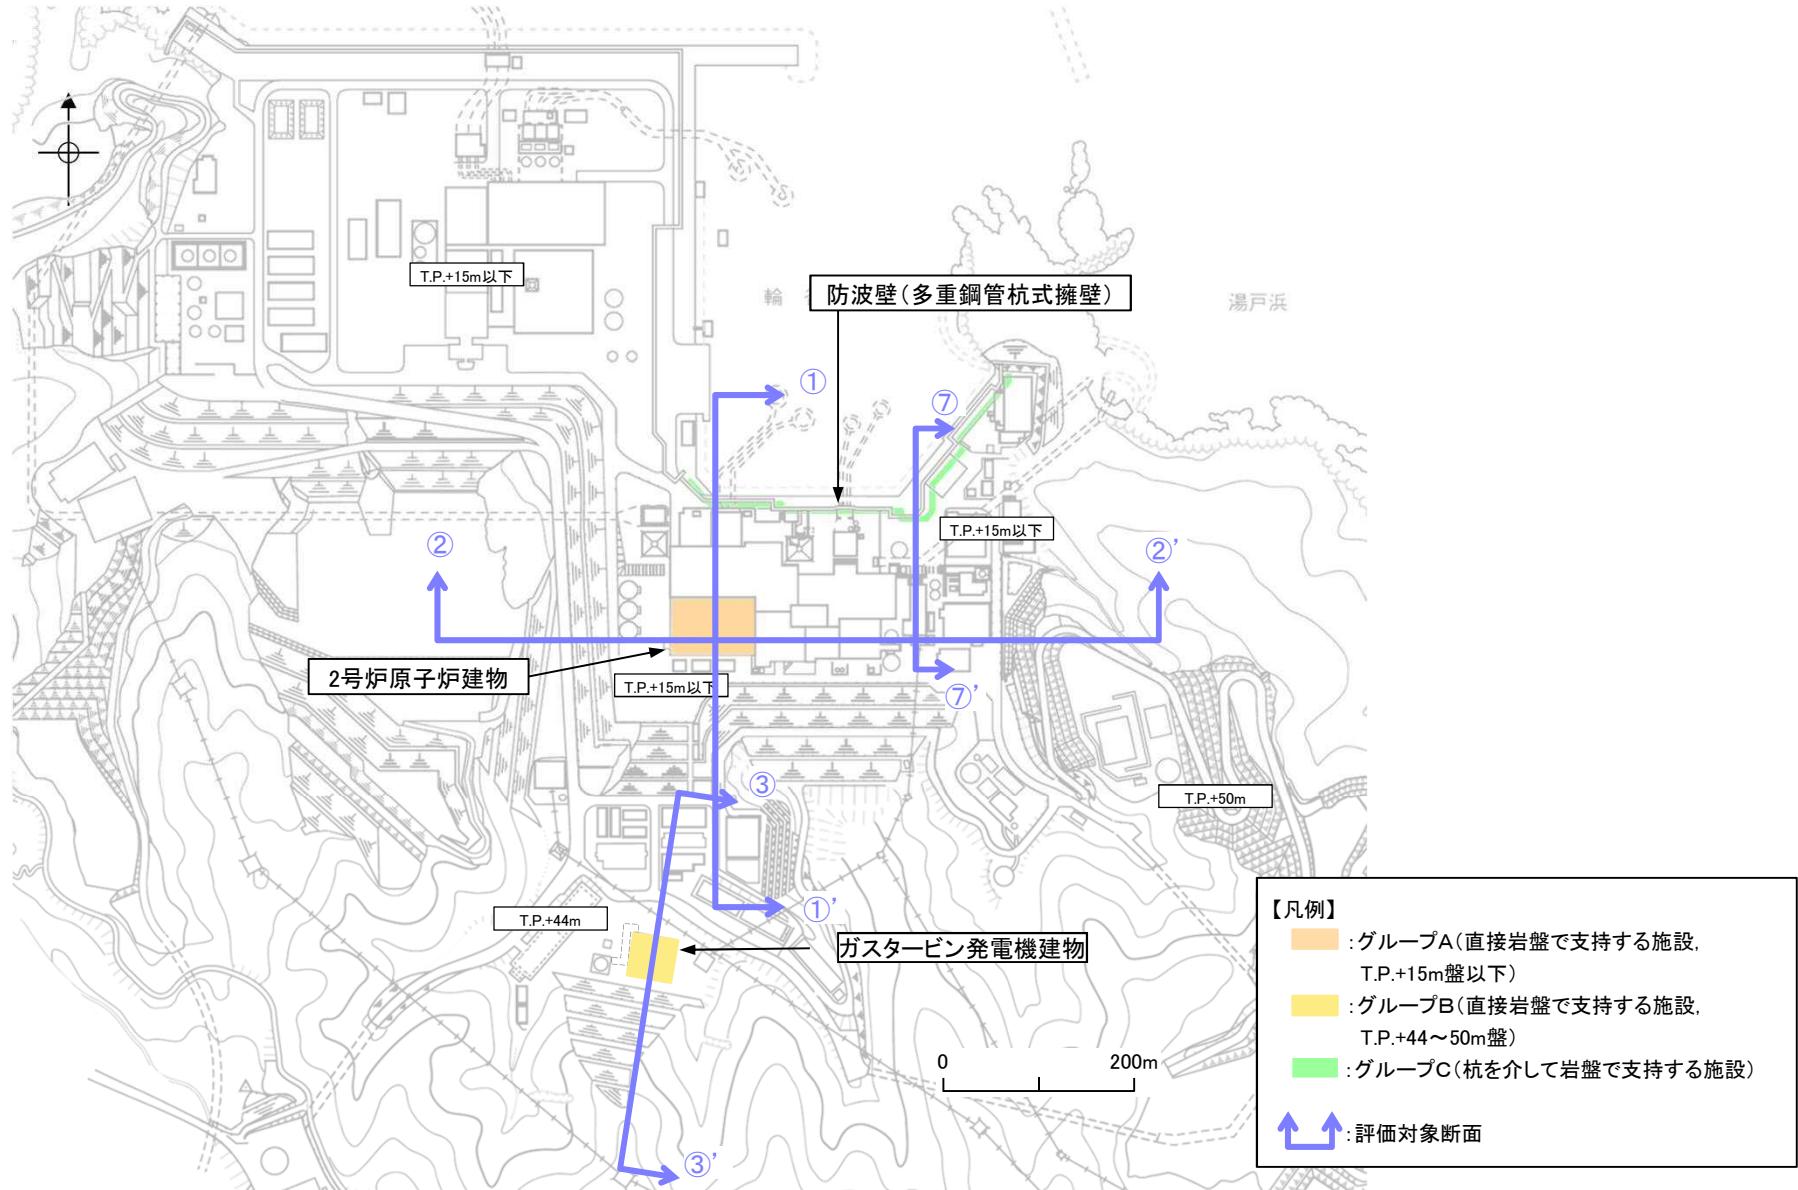 T.P.+15m以下
輪
防波壁（多重鋼管杭式擁壁）
湯戸浜
①
⑦
T.P.+15m以下
②
②’
2号炉原子炉建物
T.P.+15m以下
⑦’
③
T.P.+50m
①’
T.P.+44m
ガスタービン発電機建物
0
200m
③’
【凡例】
：グループA（直接岩盤で支持する施設，
T.P.+15m盤以下）
：グループB（直接岩盤で支持する施設，
T.P.+44～50m盤）
：グループC（杭を介して岩盤で支持する施設）
：評価対象断面